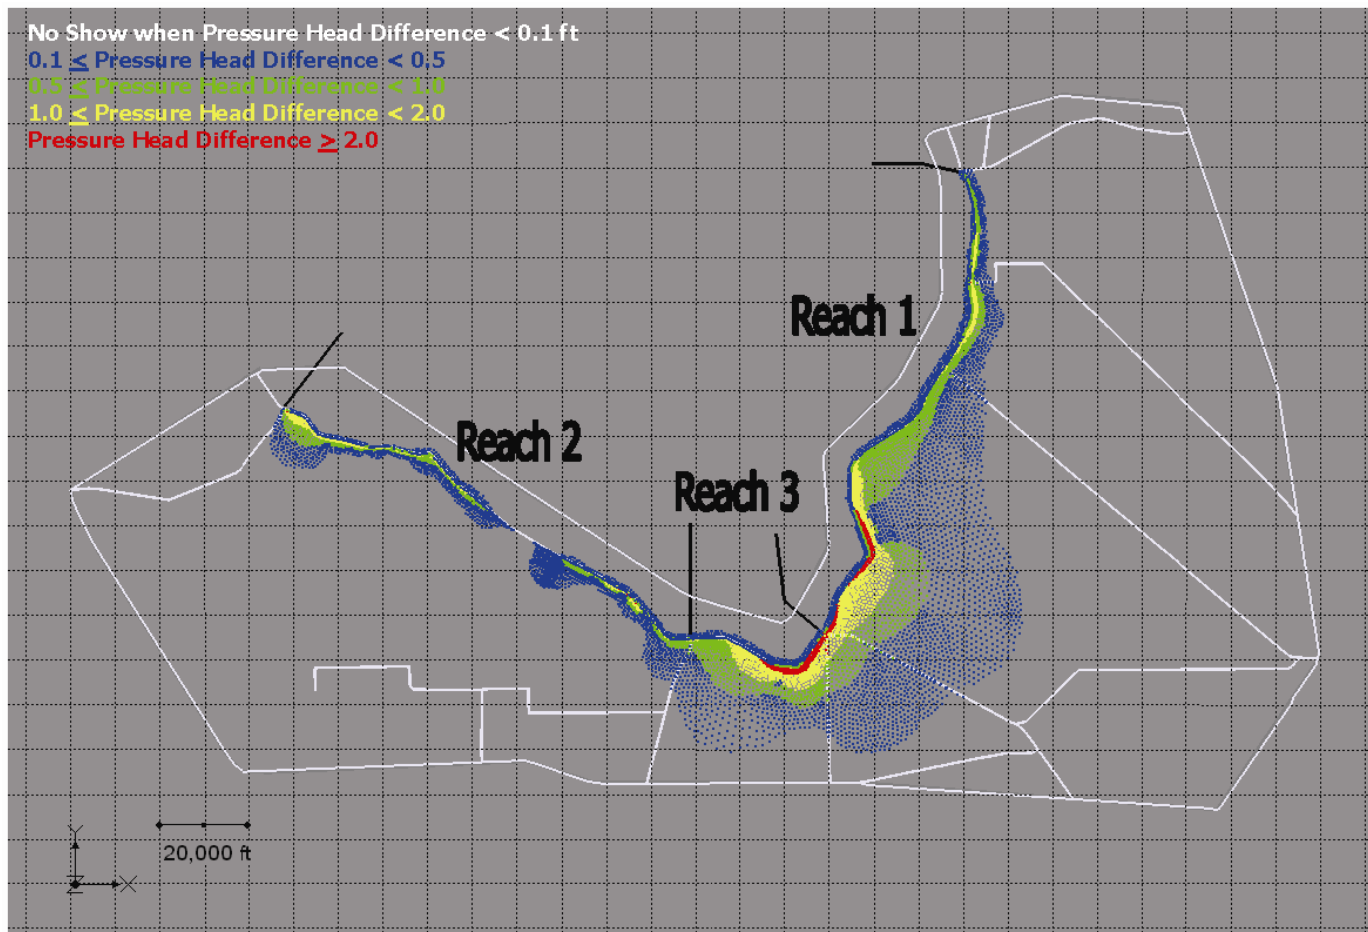 No Show when Pressure Head Difference < 0.1 ft
0.1 ≤ Pressure Head Difference < 0.5
0.5 ≤ Pressure Head Difference < 1.0
1.0 ≤ Pressure Head Difference < 2.0
Pressure Head Difference ≥ 2.0
Reach 1
Reach 2
Reach 3
Y
20,000 ft
Z
X